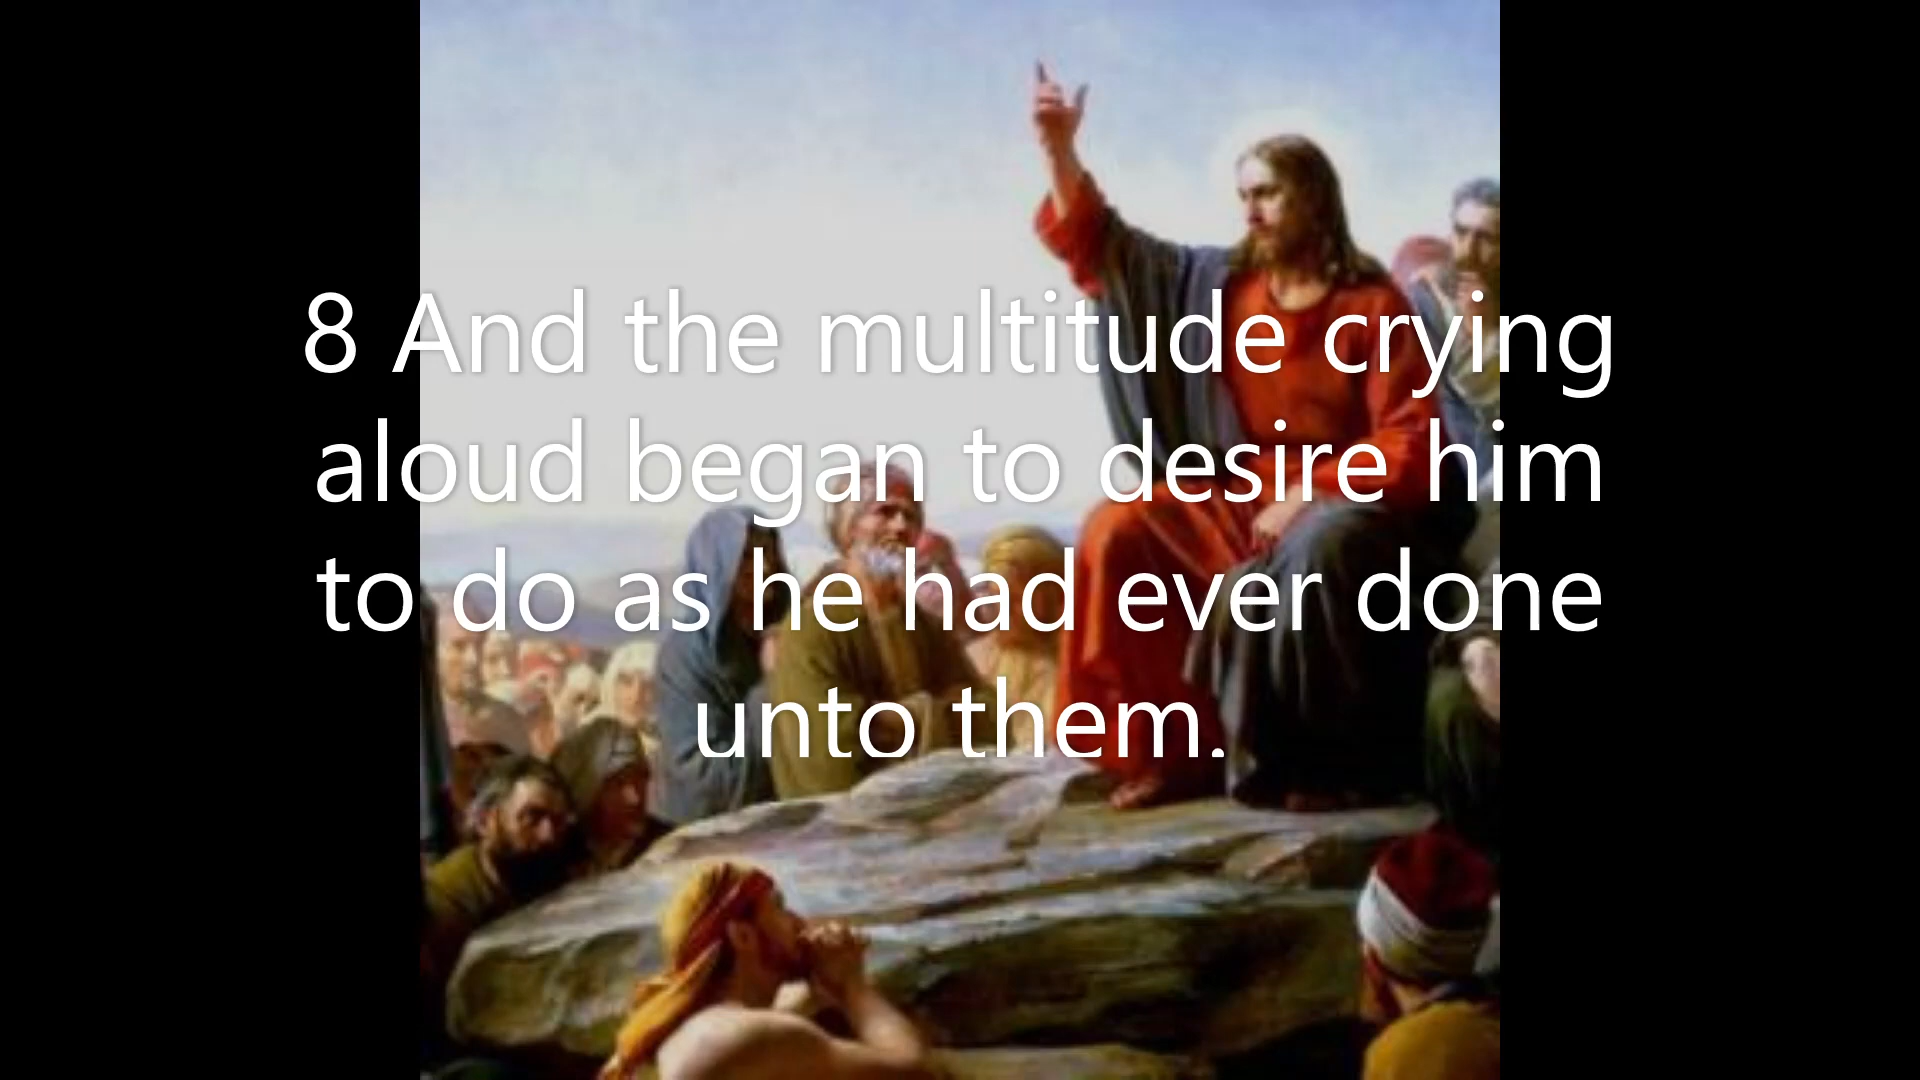 8 And the multitude crying
aloud began to desire him
to do as he had ever done
unto them.